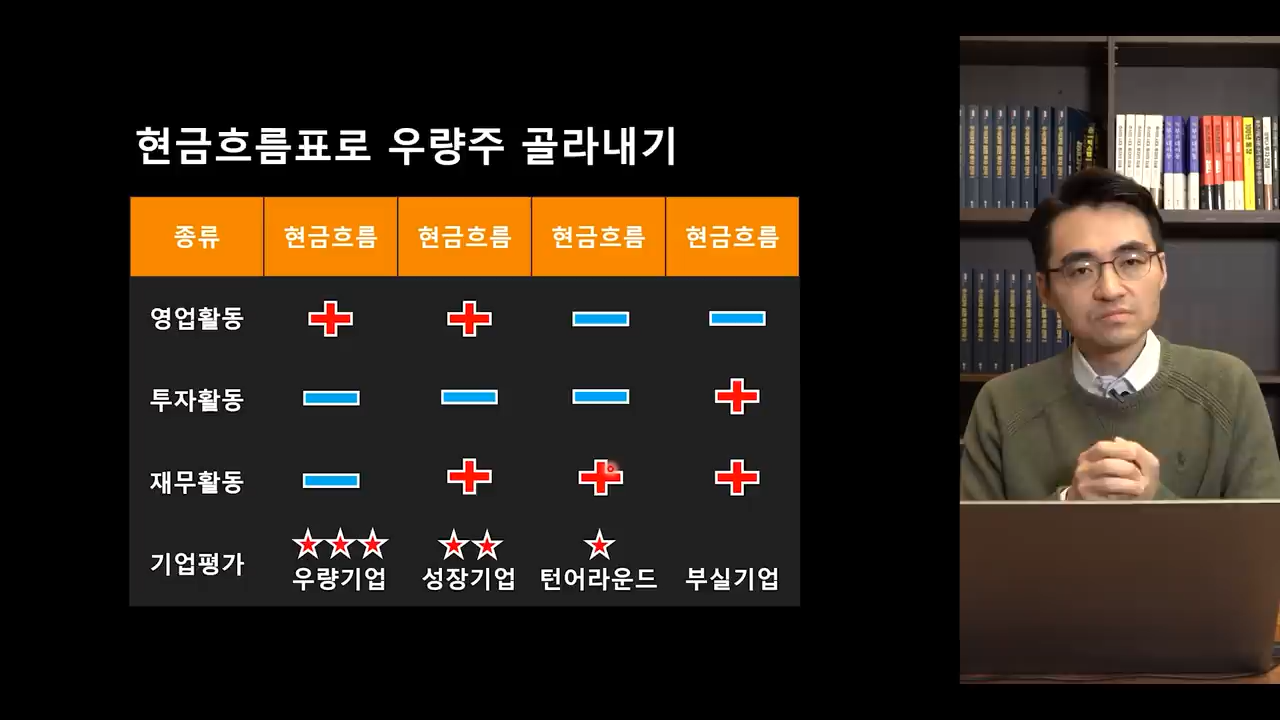 현금흐름표로 우량주 골라내기
종류 현금흐름 현금흐름 현금흐름 현금흐름
영업활동 + + − −
투자활동 − − − +
재무활동 − + + +
기업평가 ★★★ 우량기업 ★★ 성장기업 ★ 턴어라운드 부실기업